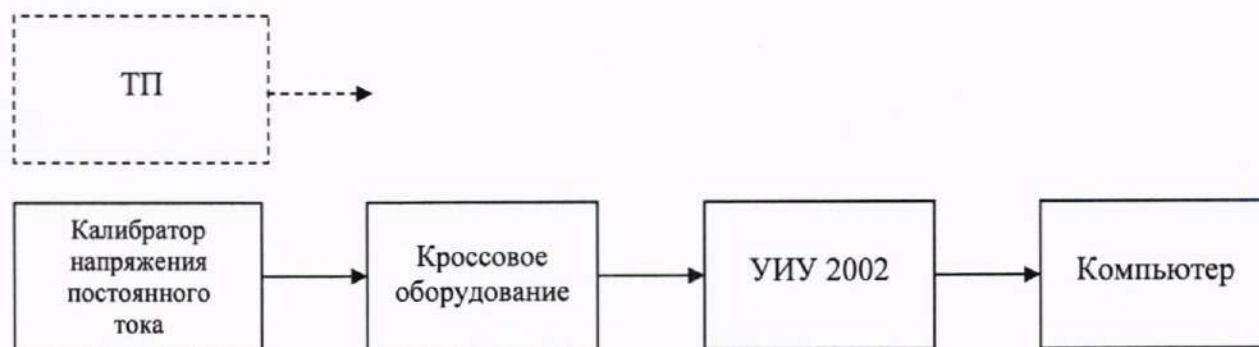 ТП
Калибратор
напряжения
постоянного
тока
Кроссовое
оборудование
УИУ 2002
Компьютер